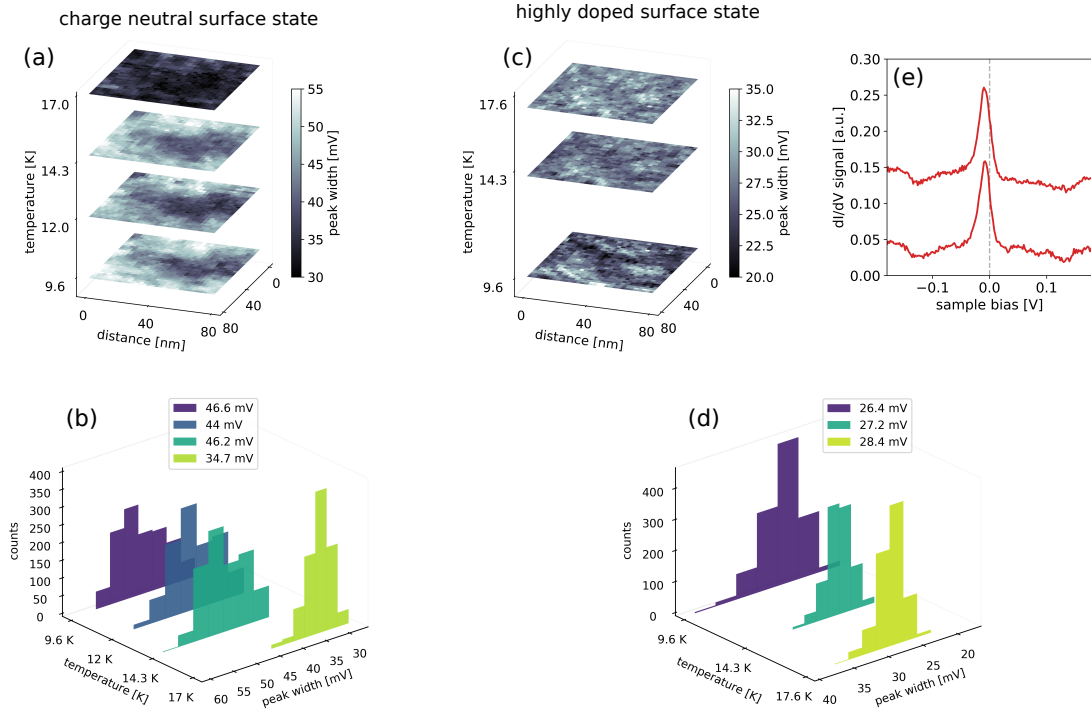 charge neutral surface state
highly doped surface state
(a)
17.0
14.3
12.0
9.6
temperature [K]
0
40
80
distance [nm]
80
40
0
55
50
45
40
35
30
peak width [mV]
(c)
17.6
14.3
9.6
temperature [K]
0
40
80
distance [nm]
80
40
0
35.0
32.5
30.0
27.5
25.0
22.5
20.0
peak width [mV]
(e)
0.30
0.25
0.20
0.15
0.10
0.05
0.00
dI/dV signal [a.u.]
−0.1 0.0 0.1
sample bias [V]
(b)
46.6 mV
44 mV
46.2 mV
34.7 mV
400
350
300
250
200
150
100
50
0
counts
9.6 K
12 K
14.3 K
17 K
temperature [K]
60
55
50
45
40
35
30
peak width [mV]
(d)
26.4 mV
27.2 mV
28.4 mV
400
300
200
100
0
counts
9.6 K
14.3 K
17.6 K
temperature [K]
40
35
30
25
20
peak width [mV]